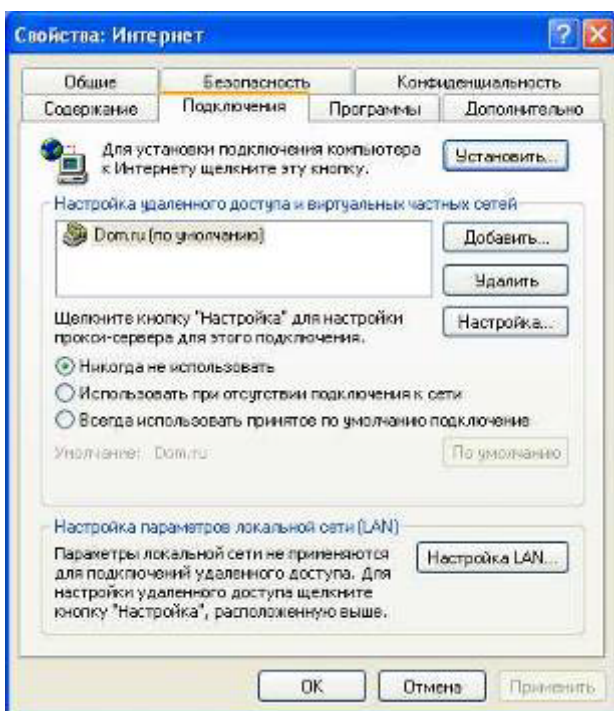 Свойства: Интернет
Общие Безопасность Конфиденциальность
Содержание Подключения Программы Дополнительно
Для установки подключения компьютера
к Интернету щелкните эту кнопку.
Установить...
Настройка удаленного доступа и виртуальных частных сетей
Dom.ru (по умолчанию)
Добавить...
Удалить
Щелкните кнопку "Настройка" для настройки
прокси-сервера для этого подключения.
Настройка...
Никогда не использовать
Использовать при отсутствии подключения к сети
Всегда использовать принятое по умолчанию подключение
Умолчание: Dom.ru
По умолчанию
Настройка параметров локальной сети (LAN)
Параметры локальной сети не применяются
для подключений удаленного доступа. Для
настройки удаленного доступа щелкните
кнопку "Настройка", расположенную выше.
Настройка LAN...
OK Отмена Применить